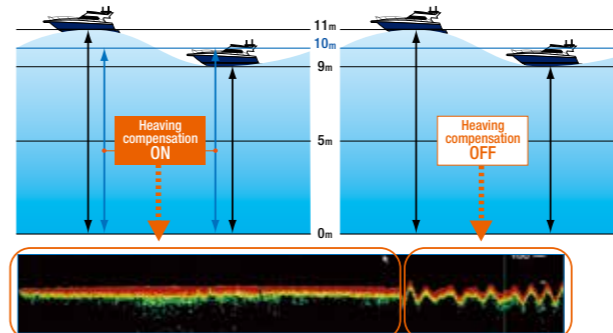 11m
10m
9m
Heaving
compensation
ON
5m
Heaving
compensation
OFF
0m